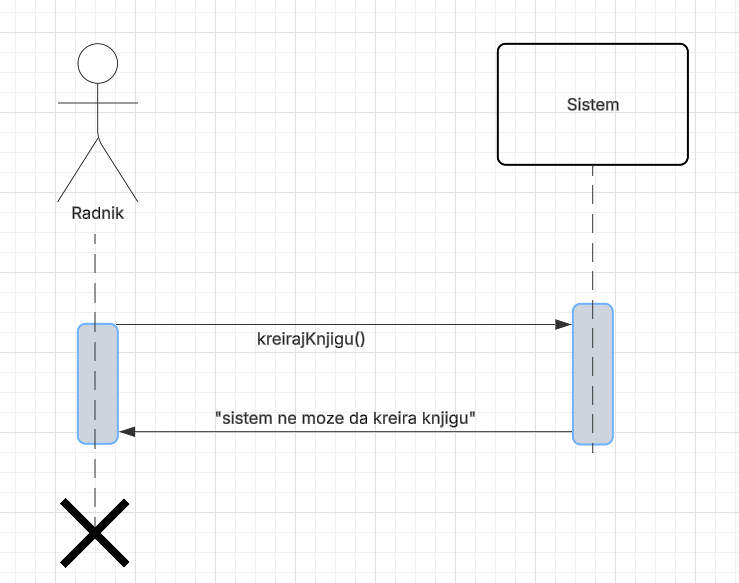 Sistem
Radnik
kreirajKnjigu()
"sistem ne moze da kreira knjigu"